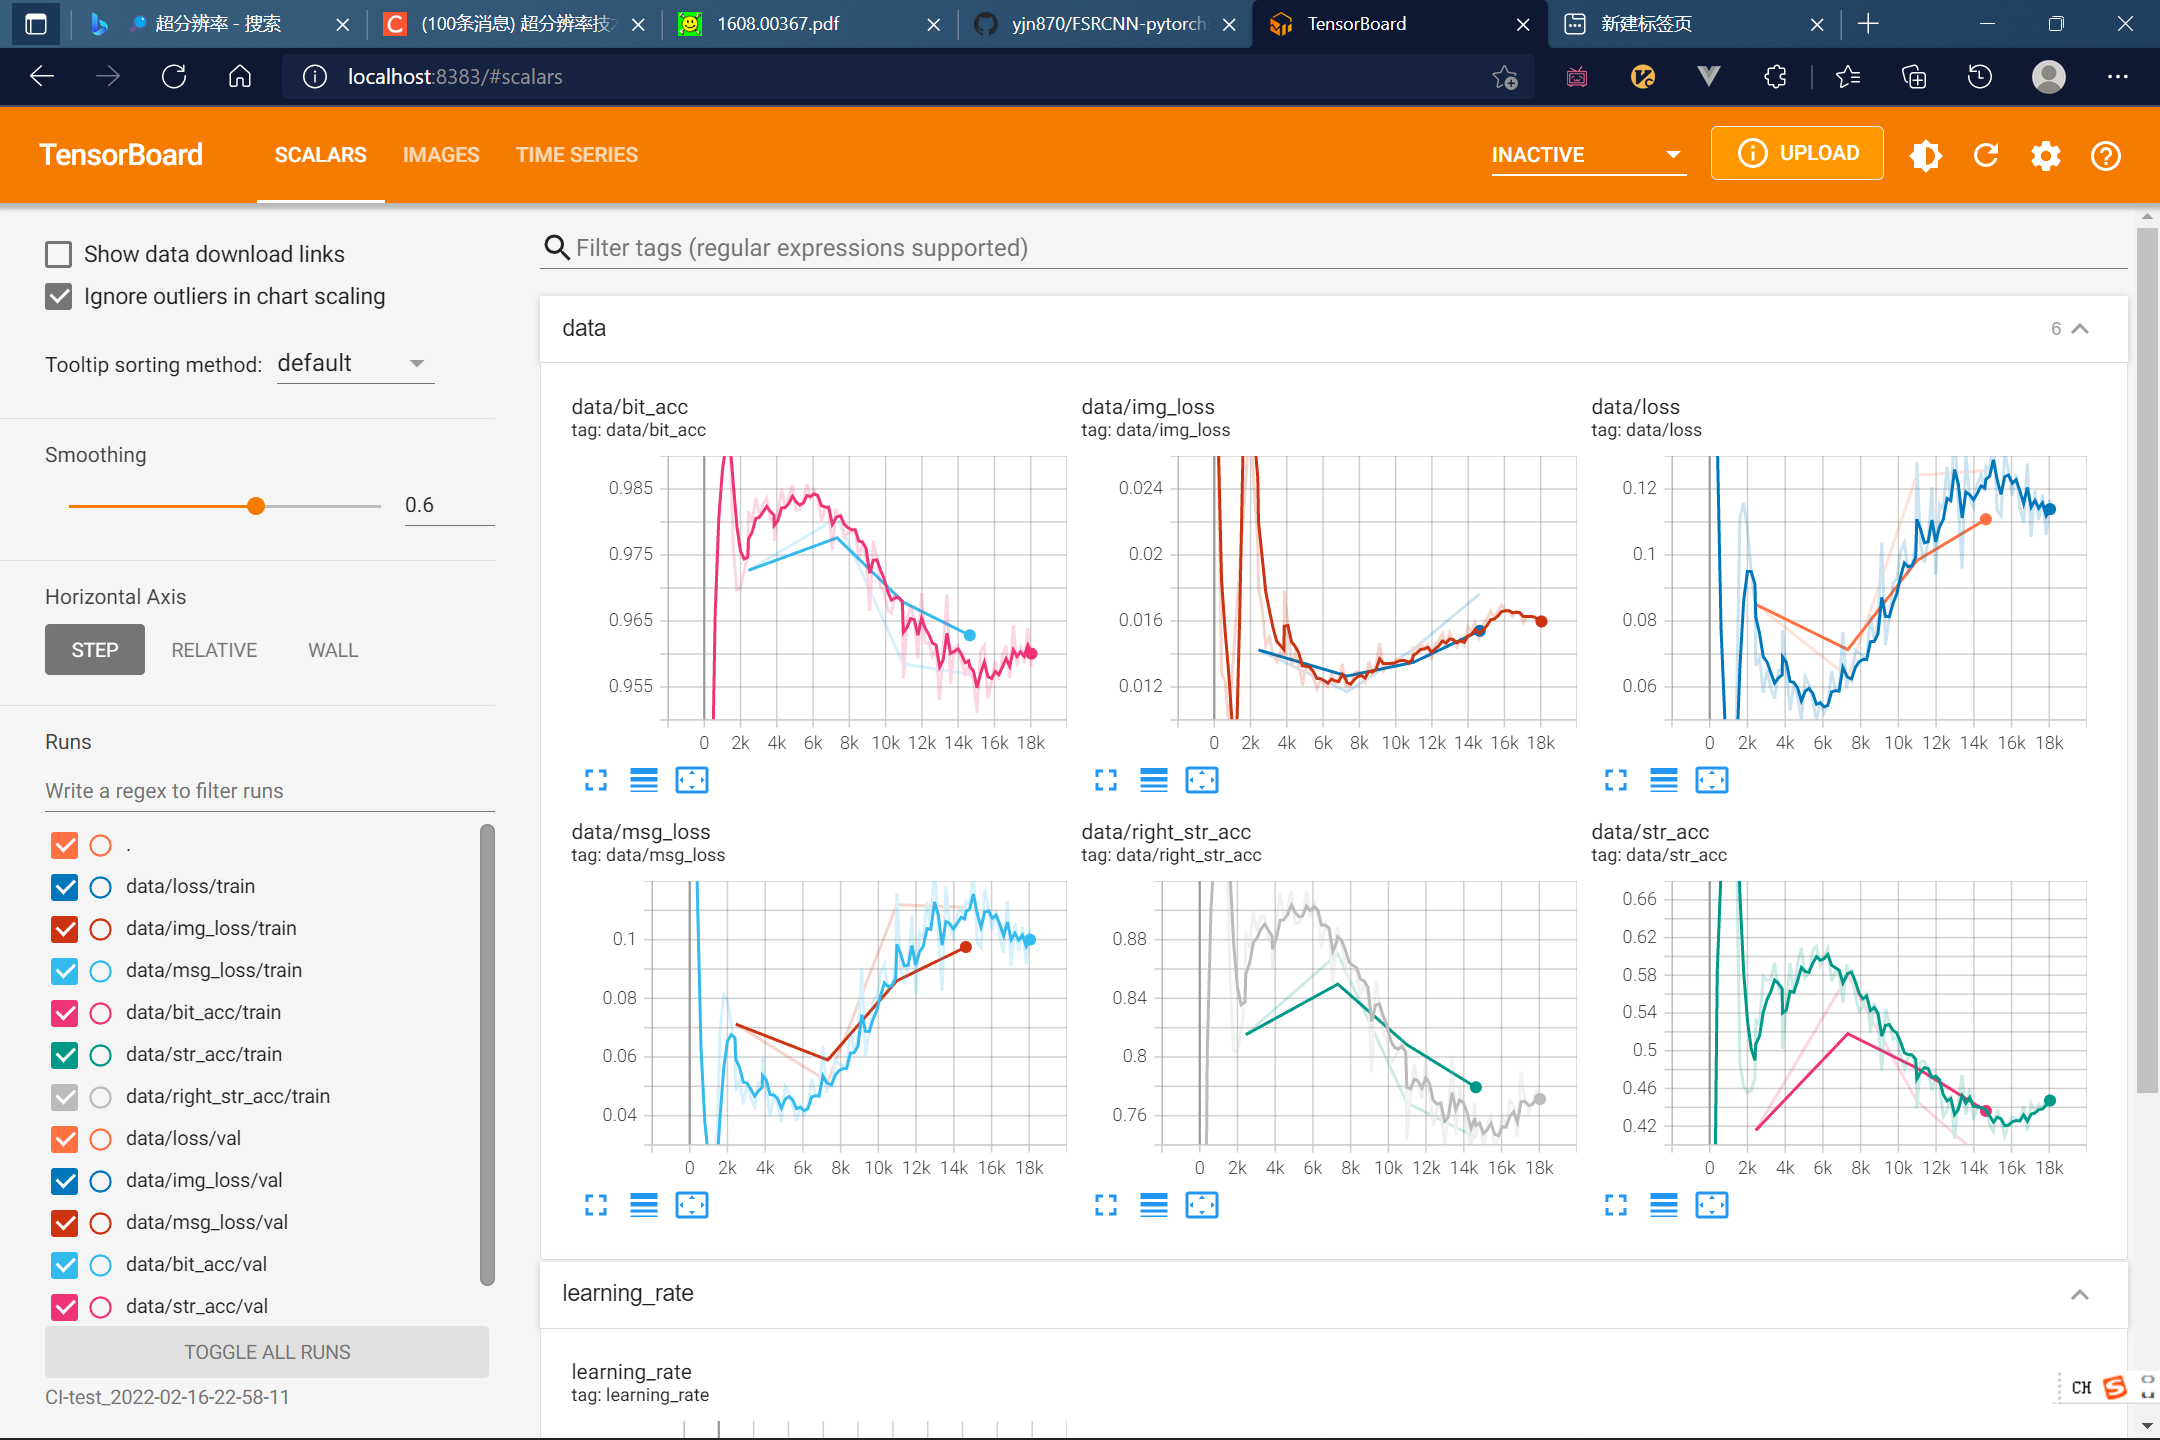 超分辨率 - 搜索
(100条消息) 超分辨率技
1608.00367.pdf
yjn870/FSRCNN-pytorch
TensorBoard
新建标签页
localhost:8383/#scalars
TensorBoard
SCALARS
IMAGES
TIME SERIES
INACTIVE
UPLOAD
Show data download links
Ignore outliers in chart scaling
Tooltip sorting method: default
Smoothing
0.6
Horizontal Axis
STEP
RELATIVE
WALL
Runs
Write a regex to filter runs
.
data/loss/train
data/img_loss/train
data/msg_loss/train
data/bit_acc/train
data/str_acc/train
data/right_str_acc/train
data/loss/val
data/img_loss/val
data/msg_loss/val
data/bit_acc/val
data/str_acc/val
TOGGLE ALL RUNS
CI-test_2022-02-16-22-58-11
Filter tags (regular expressions supported)
data
6
data/bit_acc
tag: data/bit_acc
0.985
0.975
0.965
0.955
0 2k 4k 6k 8k 10k 12k 14k 16k 18k
data/img_loss
tag: data/img_loss
0.024
0.02
0.016
0.012
0 2k 4k 6k 8k 10k 12k 14k 16k 18k
data/loss
tag: data/loss
0.12
0.1
0.08
0.06
0 2k 4k 6k 8k 10k 12k 14k 16k 18k
data/msg_loss
tag: data/msg_loss
0.1
0.08
0.06
0.04
0 2k 4k 6k 8k 10k 12k 14k 16k 18k
data/right_str_acc
tag: data/right_str_acc
0.88
0.84
0.8
0.76
0 2k 4k 6k 8k 10k 12k 14k 16k 18k
data/str_acc
tag: data/str_acc
0.66
0.62
0.58
0.54
0.5
0.46
0.42
0 2k 4k 6k 8k 10k 12k 14k 16k 18k
learning_rate
learning_rate
tag: learning_rate
CH